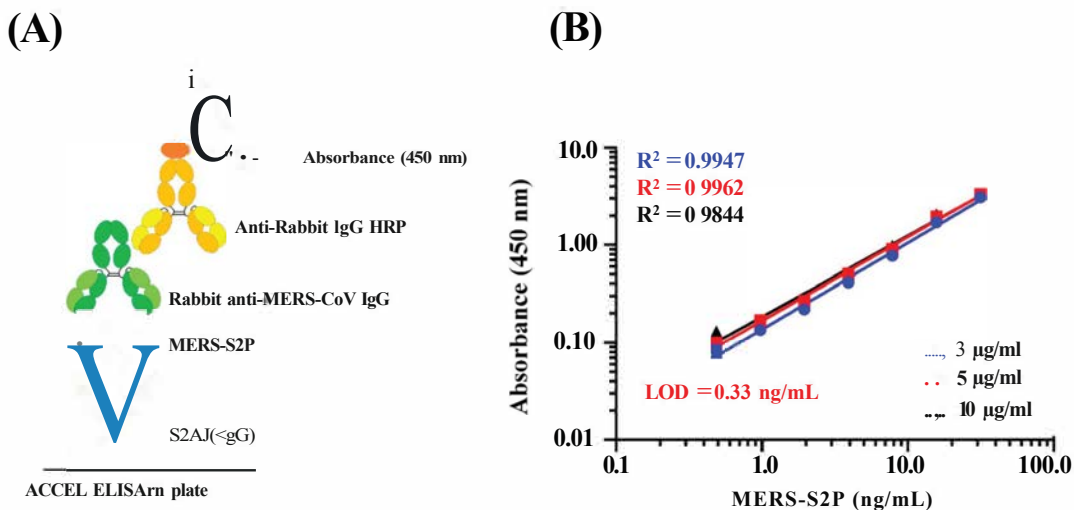 (A)
i
C.-
Absorbance (450 nm)
Anti-Rabbit IgG HRP
Rabbit anti-MERS-CoV IgG
MERS-S2P
V
S2AJ(<gG)
ACCEL ELISArn plate
(B)
Absorbance (450 nm)
10.0
1.00
0.10
0.01
R² = 0.9947
R² = 0 9962
R² = 0 9844
LOD = 0.33 ng/mL
....., 3 µg/ml
. . 5 µg/ml
..,.. 10 µg/ml
0.1 1.0 10.0 100.0
MERS-S2P (ng/mL)